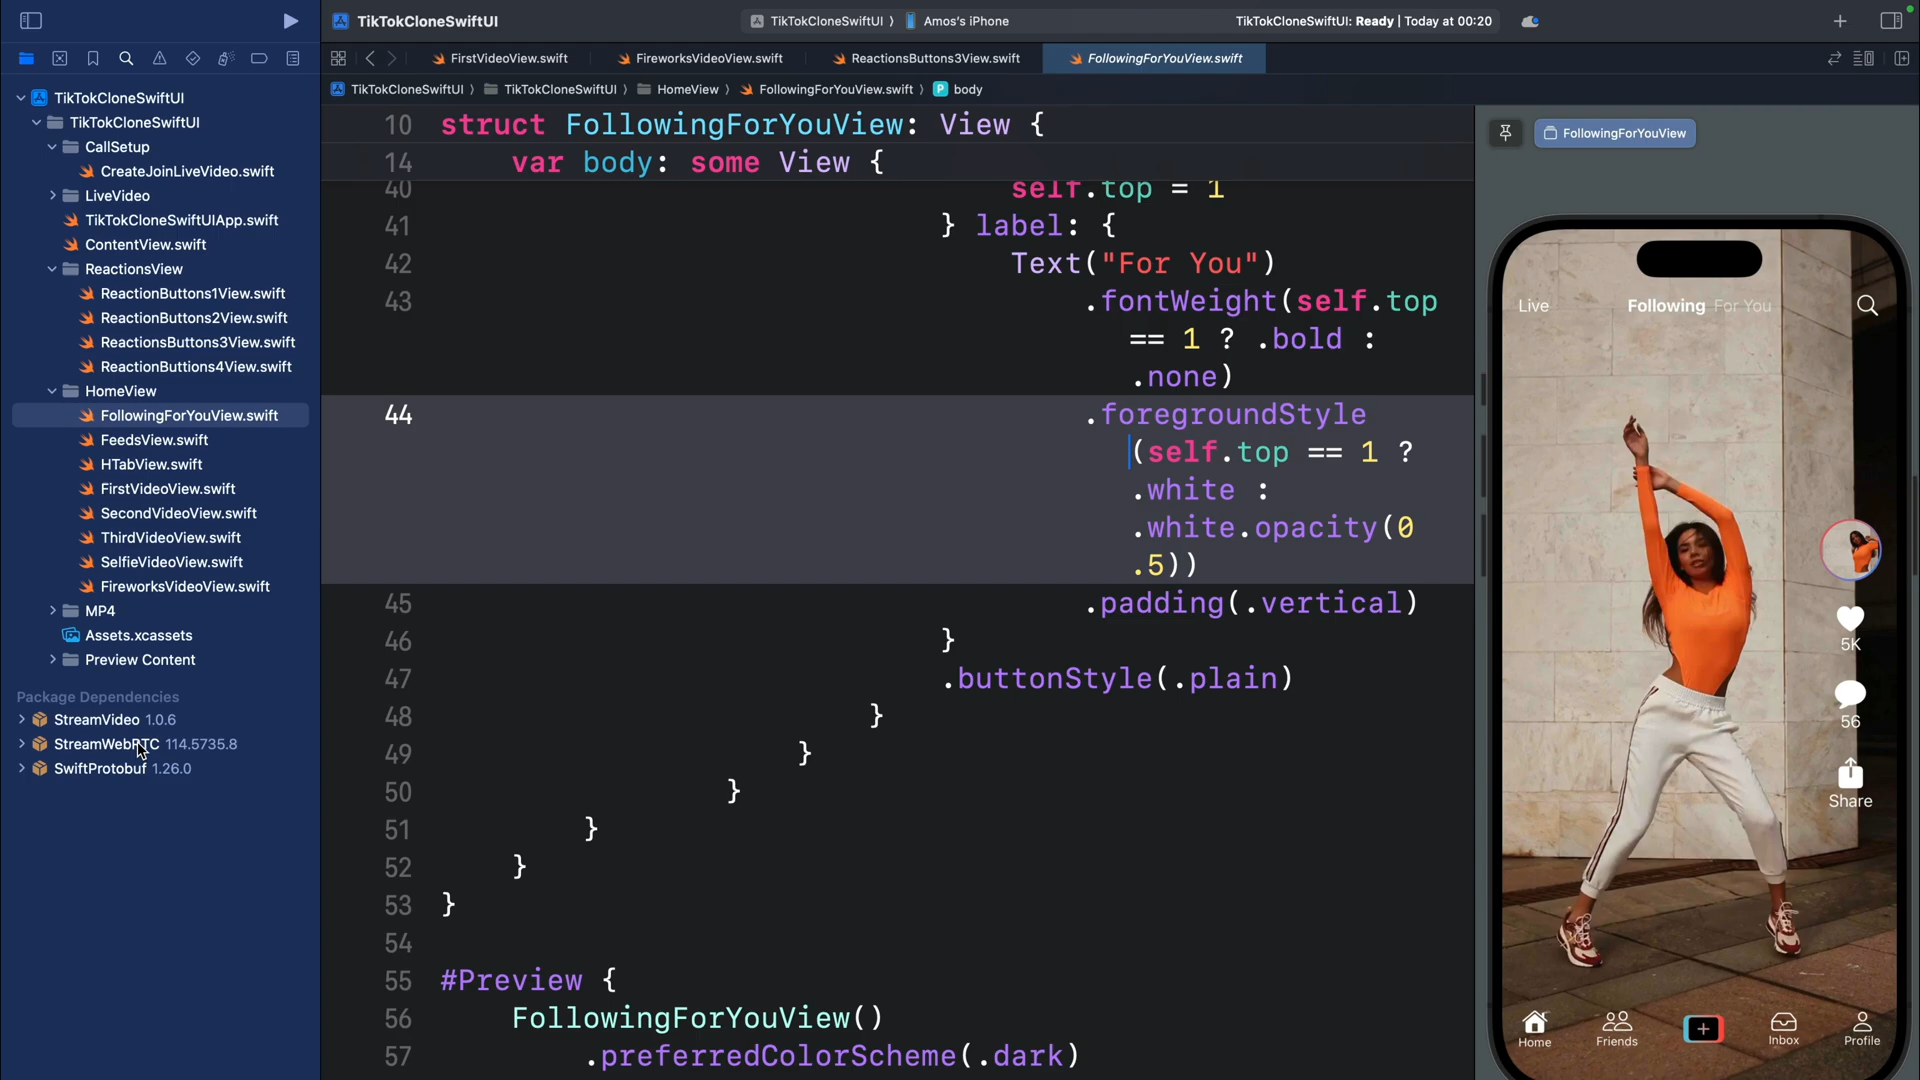 TikTokCloneSwiftUI
TikTokCloneSwiftUI ⟩ Amos's iPhone
TikTokCloneSwiftUI: Ready | Today at 00:20
FirstVideoView.swift
FireworksVideoView.swift
ReactionsButtons3View.swift
FollowingForYouView.swift
TikTokCloneSwiftUI ⟩ TikTokCloneSwiftUI ⟩ HomeView ⟩ FollowingForYouView.swift ⟩ P body
TikTokCloneSwiftUI
TikTokCloneSwiftUI
CallSetup
CreateJoinLiveVideo.swift
LiveVideo
TikTokCloneSwiftUIApp.swift
ContentView.swift
ReactionsView
ReactionButtons1View.swift
ReactionButtons2View.swift
ReactionsButtons3View.swift
ReactionButtions4View.swift
HomeView
FollowingForYouView.swift
FeedsView.swift
HTabView.swift
FirstVideoView.swift
SecondVideoView.swift
ThirdVideoView.swift
SelfieVideoView.swift
FireworksVideoView.swift
MP4
Assets.xcassets
Preview Content
Package Dependencies
StreamVideo 1.0.6
StreamWebRTC 114.5735.8
SwiftProtobuf 1.26.0
10 struct FollowingForYouView: View {
14 var body: some View {
40 self.top = 1
41 } label: {
42 Text("For You")
43 .fontWeight(self.top
== 1 ? .bold :
.none)
44 .foregroundStyle
(self.top == 1 ?
.white :
.white.opacity(0
.5))
45 .padding(.vertical)
46 }
47 .buttonStyle(.plain)
48 }
49 }
50 }
51 }
52 }
53 }
54
55 #Preview {
56 FollowingForYouView()
57 .preferredColorScheme(.dark)
FollowingForYouView
Live
Following For You
5K
56
Share
Home
Friends
Inbox
Profile